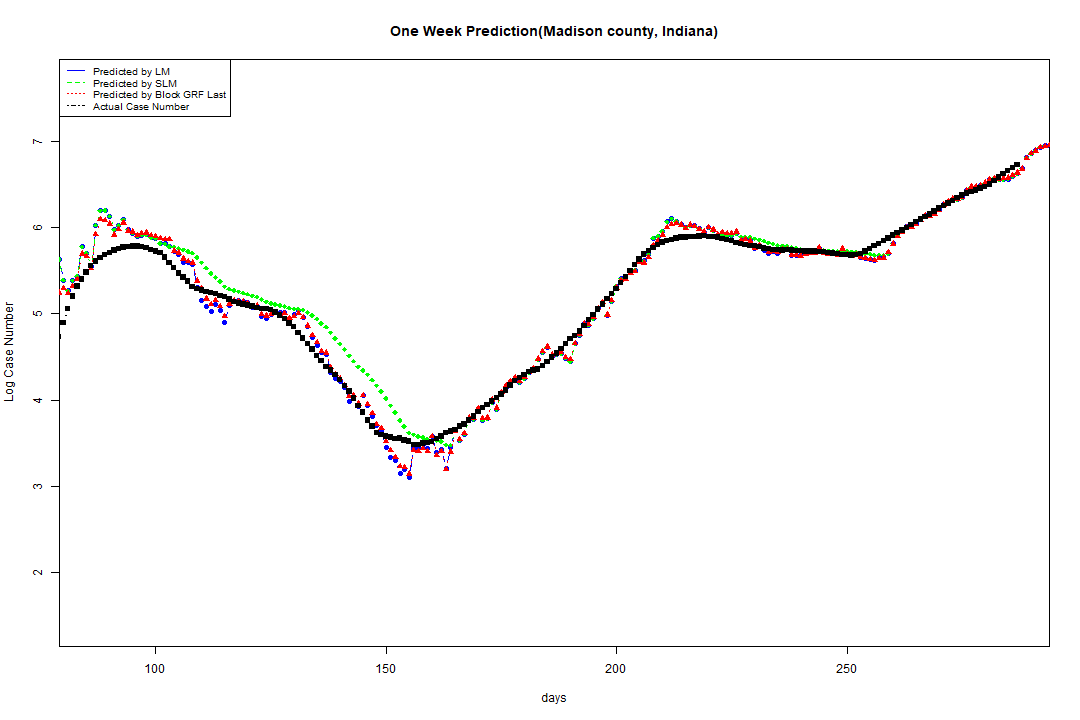 One Week Prediction(Madison county, Indiana)
Predicted by LM
Predicted by SLM
Predicted by Block GRF Last
Actual Case Number
Log Case Number
7
6
5
4
3
2
100
150
200
250
days